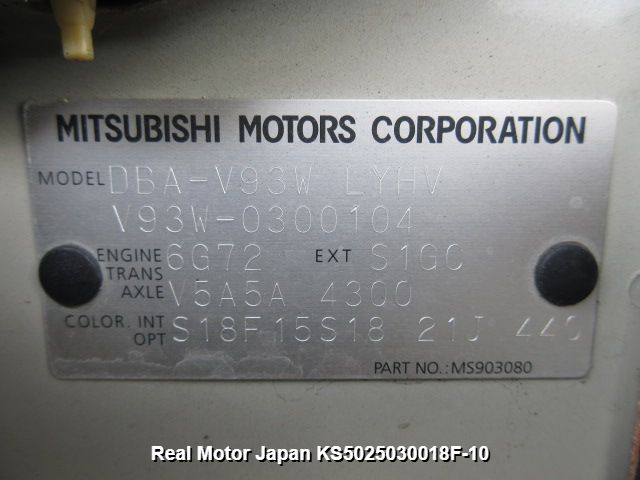 MITSUBISHI MOTORS CORPORATION
MODEL DBA-V93W LYHV
V93W-0300104
ENGINE 6G72 EXT S1GC
TRANS
AXLE V5A5A 4300
COLOR. INT
OPT S18F15S18 21J 44C
PART NO.:MS903080
Real Motor Japan KS5025030018F-10